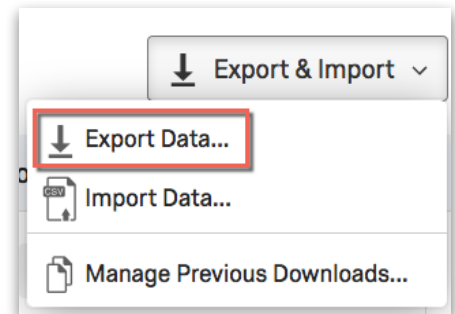 Export & Import
Export Data...
CSV
Import Data...
Manage Previous Downloads...